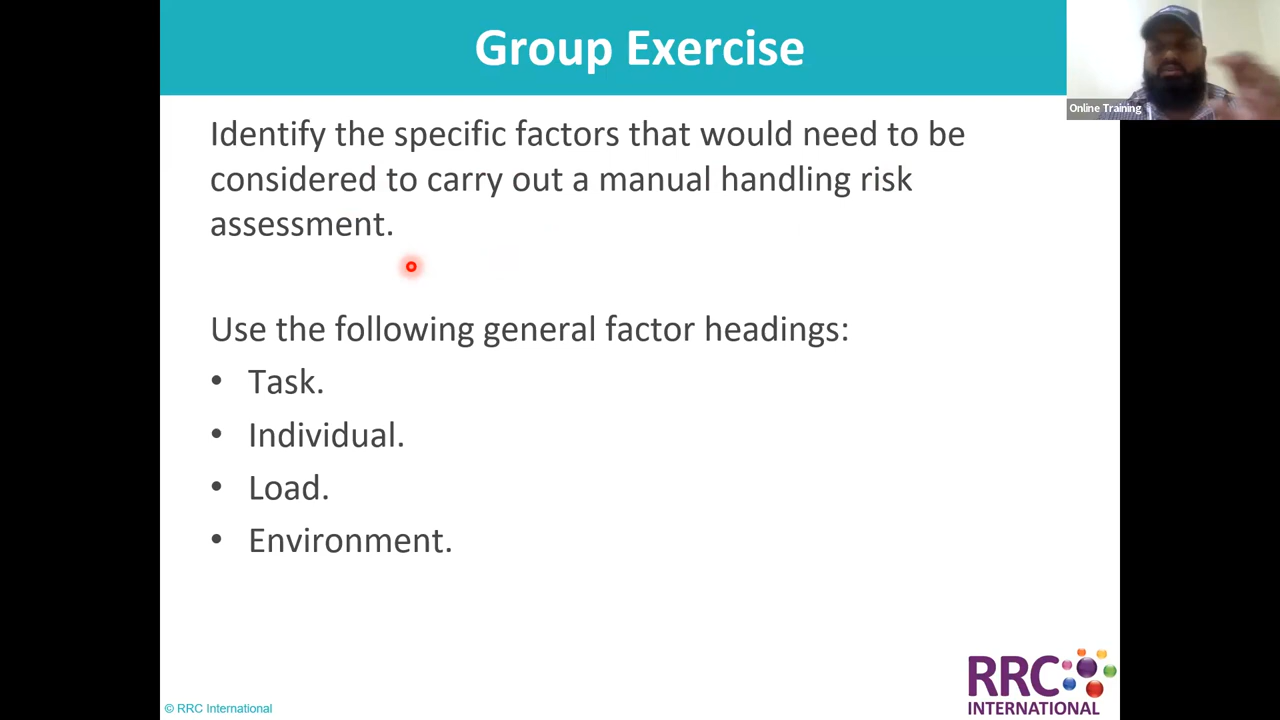 Group Exercise
Online Training
Identify the specific factors that would need to be
considered to carry out a manual handling risk
assessment.
Use the following general factor headings:
• Task.
• Individual.
• Load.
• Environment.
RRC
INTERNATIONAL
© RRC International